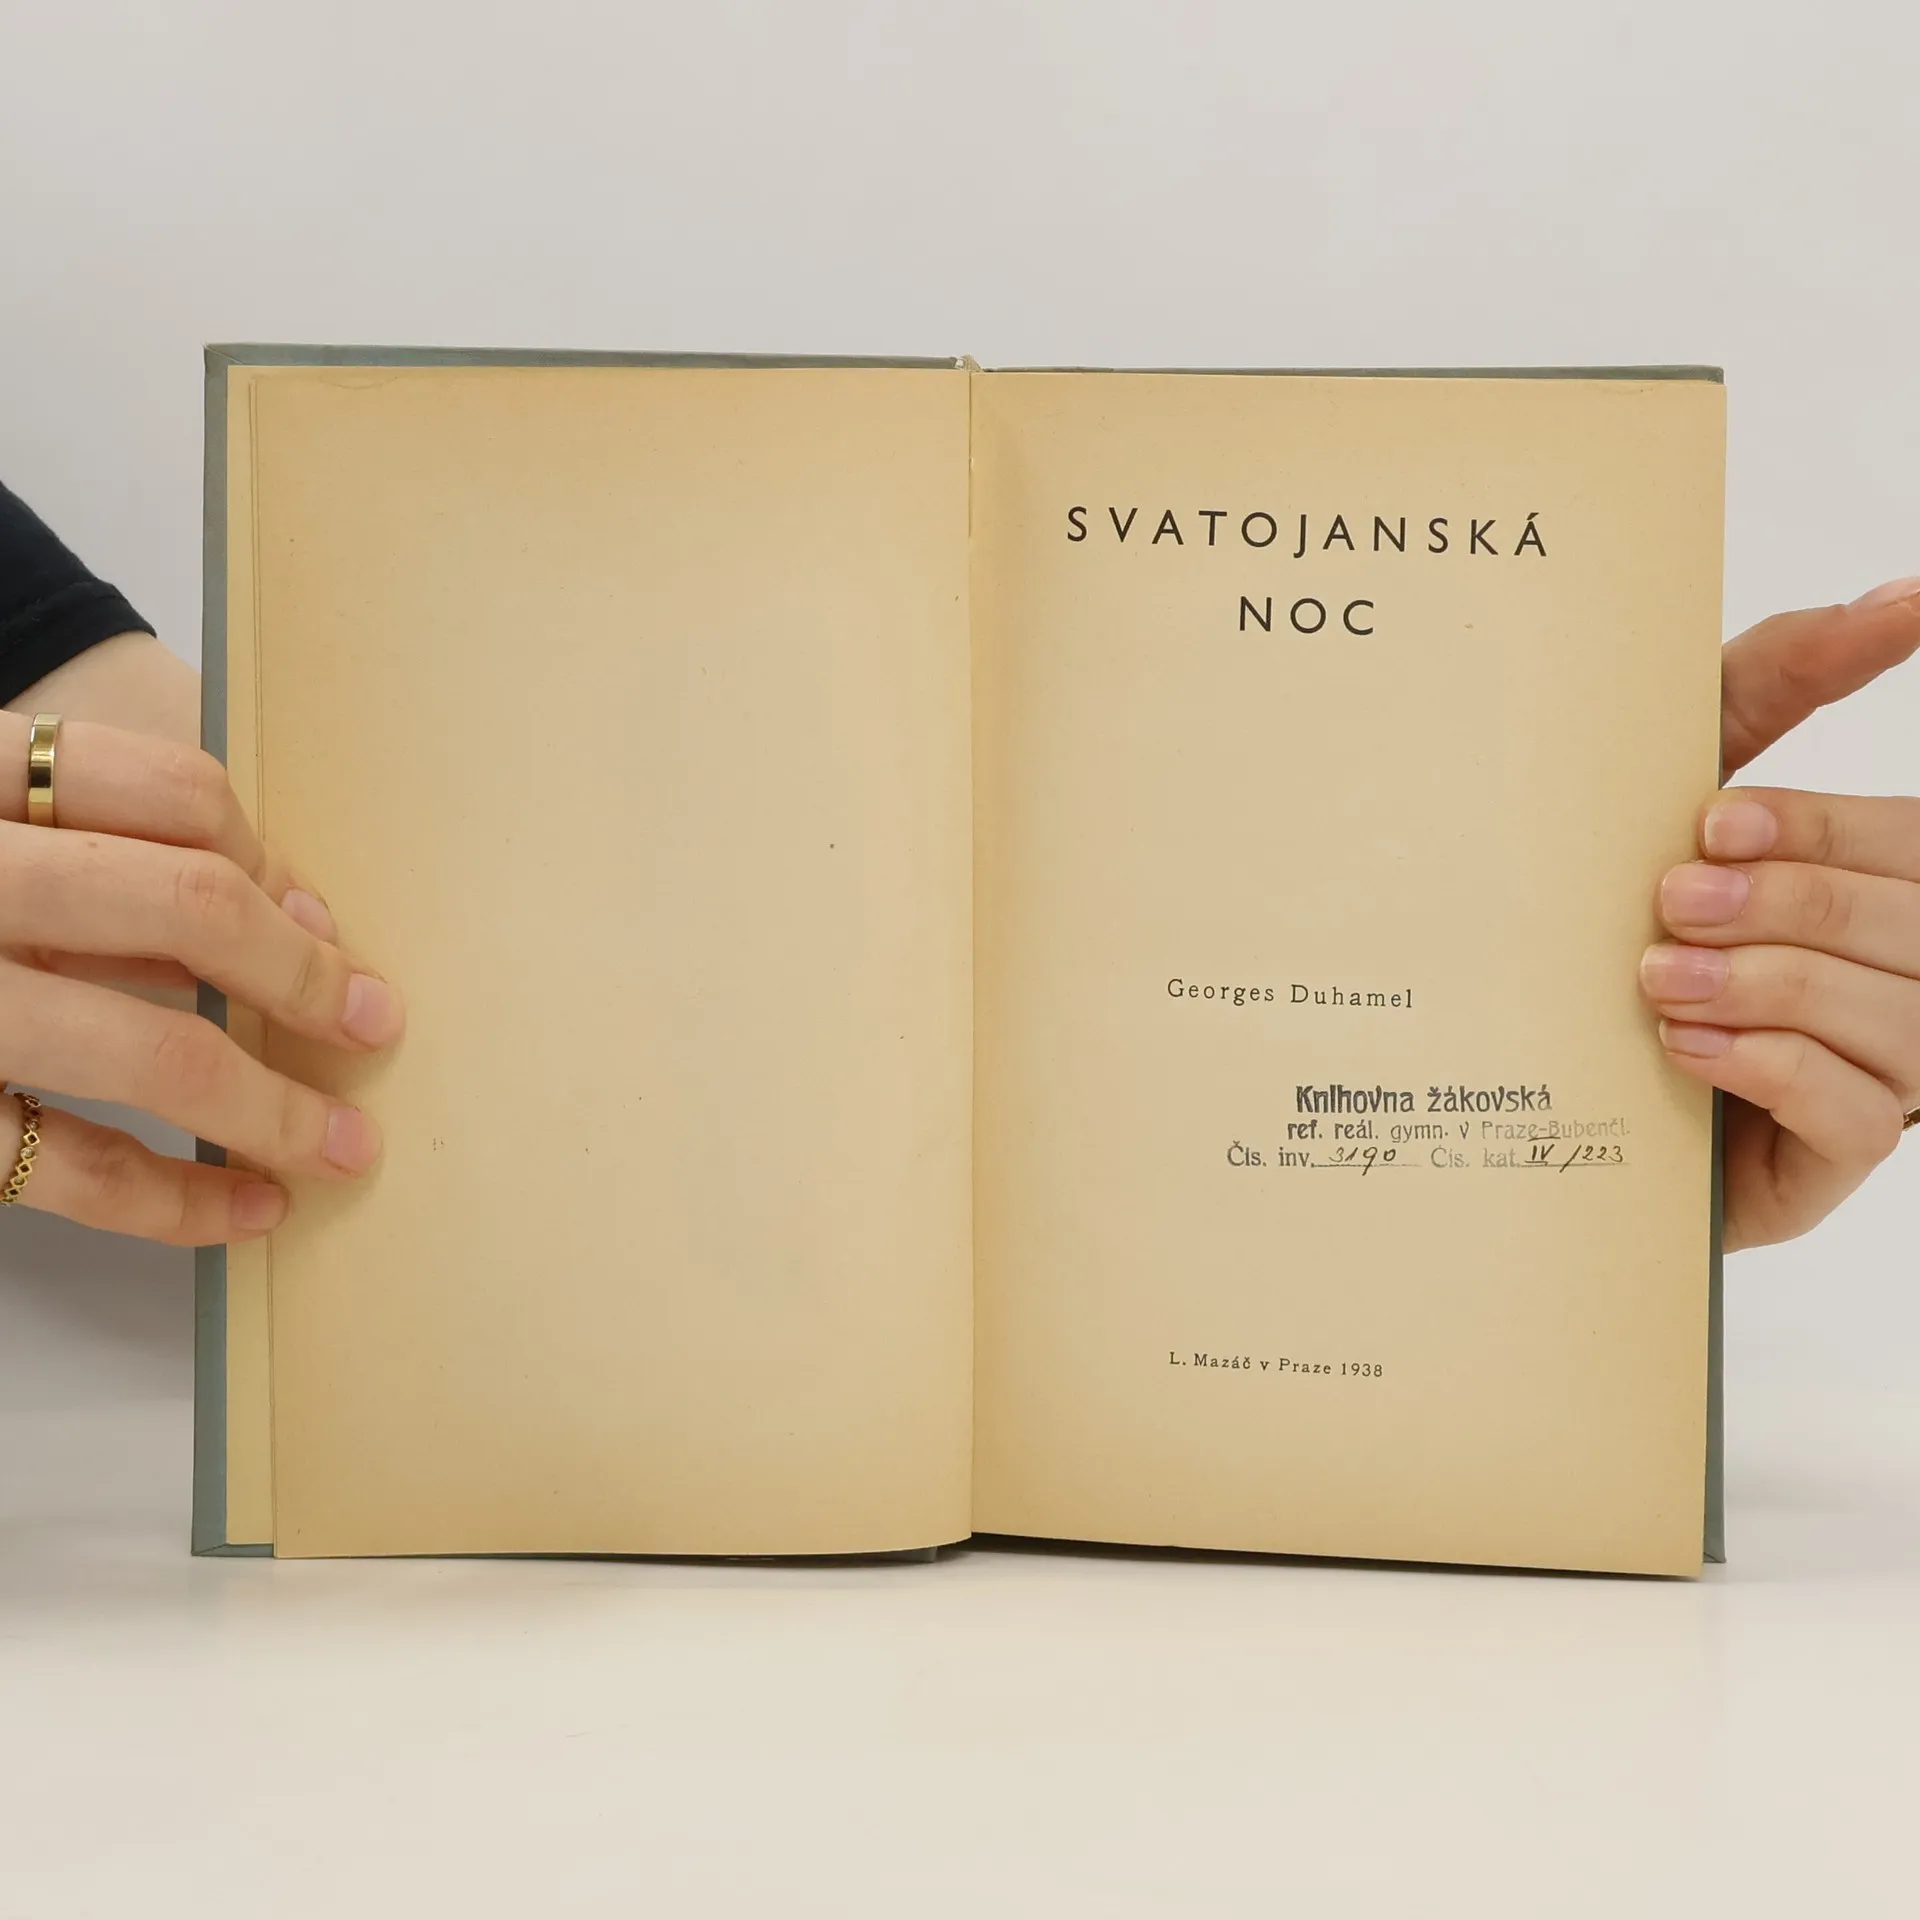 SVATOJANSKÁ
NOC
Georges Duhamel
Knihovna žákovská
ref. reál. gymn. v Praze-Bubenči.
Čís. inv. 3190 Čís. kat. IV /223
L. Mazáč v Praze 1938